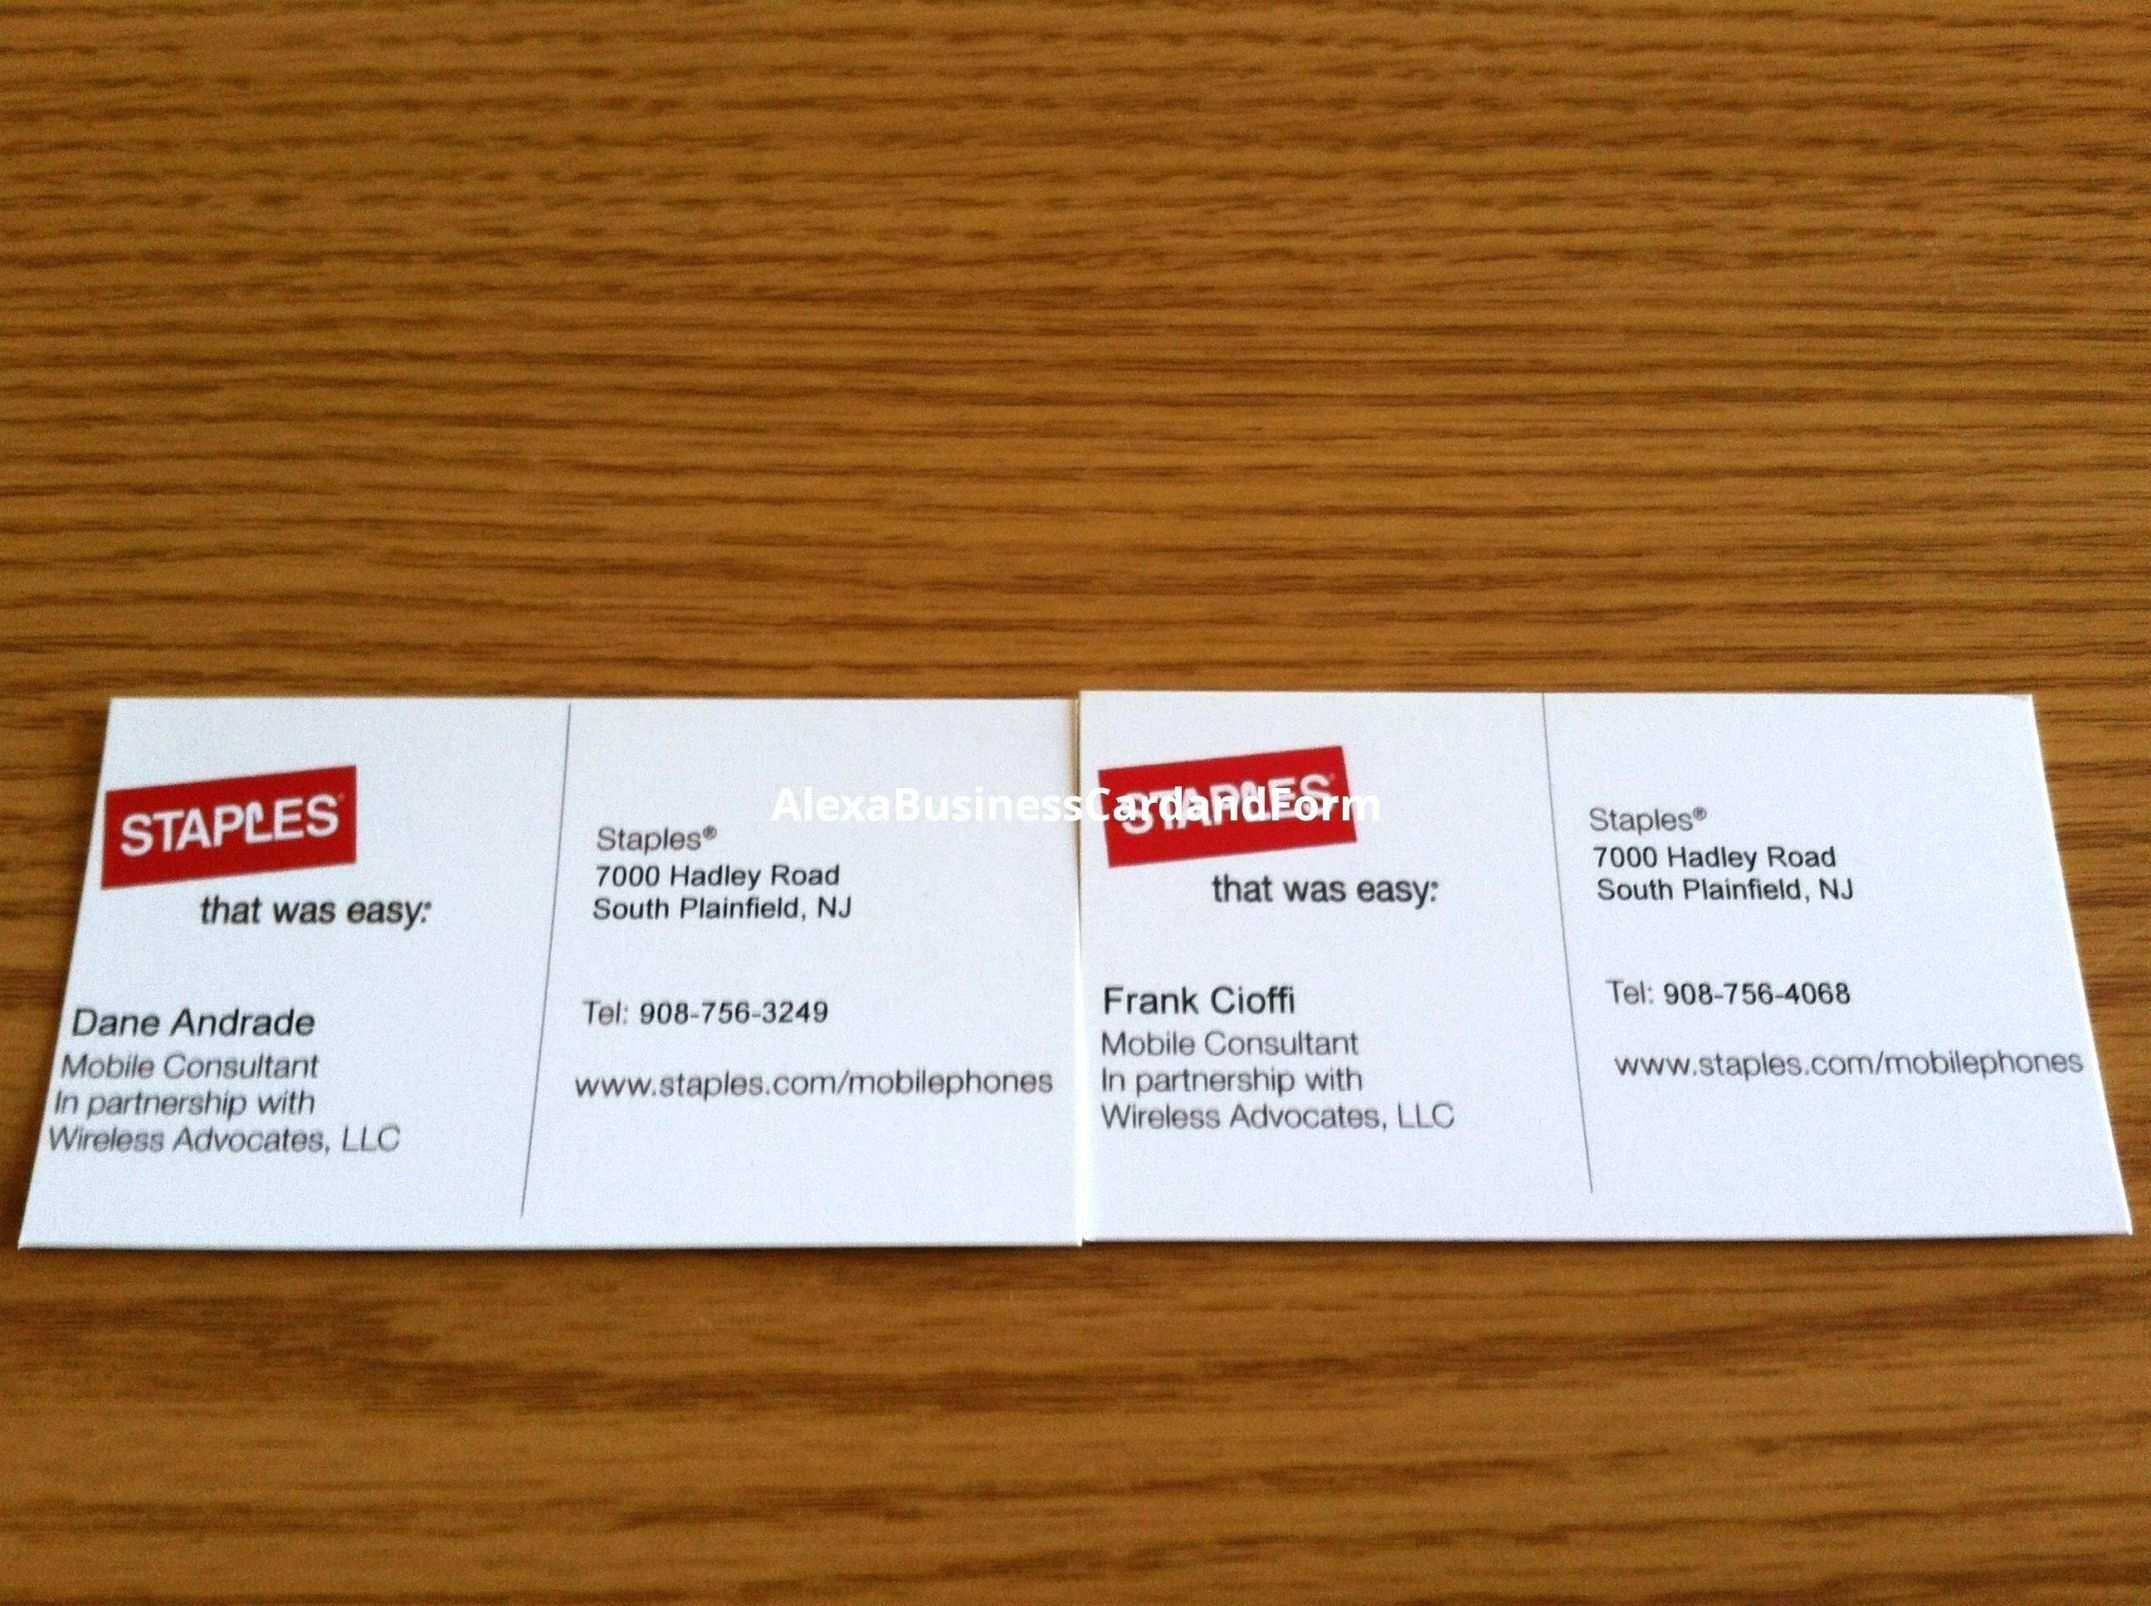 STAPLES
that was easy:
Dane Andrade
Mobile Consultant
In partnership with
Wireless Advocates, LLC
Staples®
7000 Hadley Road
South Plainfield, NJ
Tel: 908-756-3249
www.staples.com/mobilephones
AlexaBusinessCardandForm
STAPLES
that was easy:
Frank Cioffi
Mobile Consultant
In partnership with
Wireless Advocates, LLC
Staples®
7000 Hadley Road
South Plainfield, NJ
Tel: 908-756-4068
www.staples.com/mobilephones